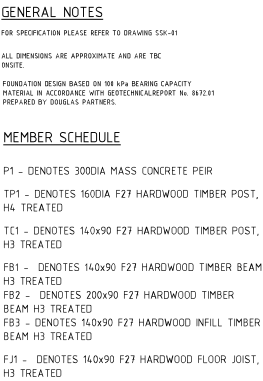 GENERAL NOTES
FOR SPECIFICATION PLEASE REFER TO DRAWING SSK-01
ALL DIMENSIONS ARE APPROXIMATE AND ARE TBC
ONSITE.
FOUNDATION DESIGN BASED ON 100 kPa BEARING CAPACITY
MATERIAL IN ACCORDANCE WITH GEOTECHNICALREPORT No. 8672.01
PREPARED BY DOUGLAS PARTNERS.
MEMBER SCHEDULE
P1 - DENOTES 300DIA MASS CONCRETE PEIR
TP1 - DENOTES 160DIA F27 HARDWOOD TIMBER POST,
H4 TREATED
TC1 - DENOTES 140x90 F27 HARDWOOD TIMBER POST,
H3 TREATED
FB1 - DENOTES 140x90 F27 HARDWOOD TIMBER BEAM
H3 TREATED
FB2 - DENOTES 200x90 F27 HARDWOOD TIMBER
BEAM H3 TREATED
FB3 - DENOTES 140x90 F27 HARDWOOD INFILL TIMBER
BEAM H3 TREATED
FJ1 - DENOTES 140x90 F27 HARDWOOD FLOOR JOIST,
H3 TREATED